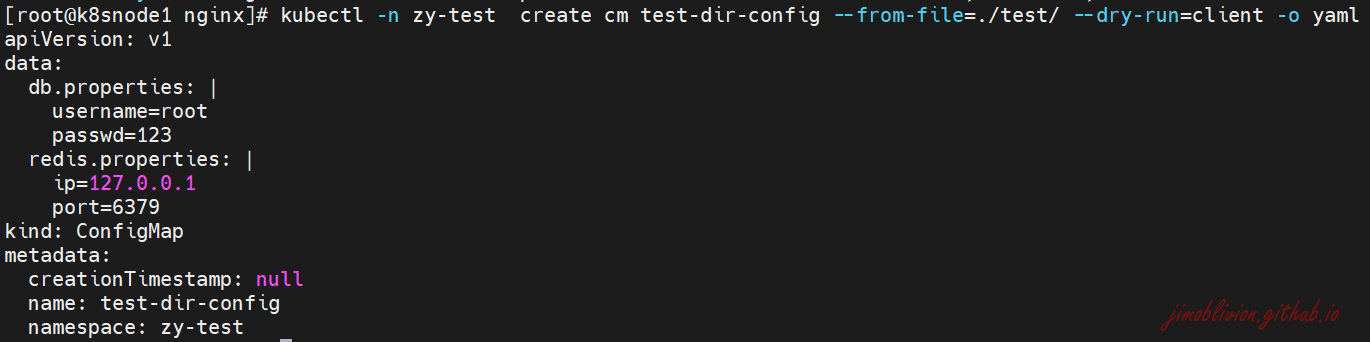 [root@k8snode1 nginx]# kubectl -n zy-test  create cm test-dir-config --from-file=./test/ --dry-run=client -o yaml
apiVersion: v1
data:
  db.properties: |
    username=root
    passwd=123
  redis.properties: |
    ip=127.0.0.1
    port=6379
kind: ConfigMap
metadata:
  creationTimestamp: null
  name: test-dir-config
  namespace: zy-test
jimoblivion.github.io